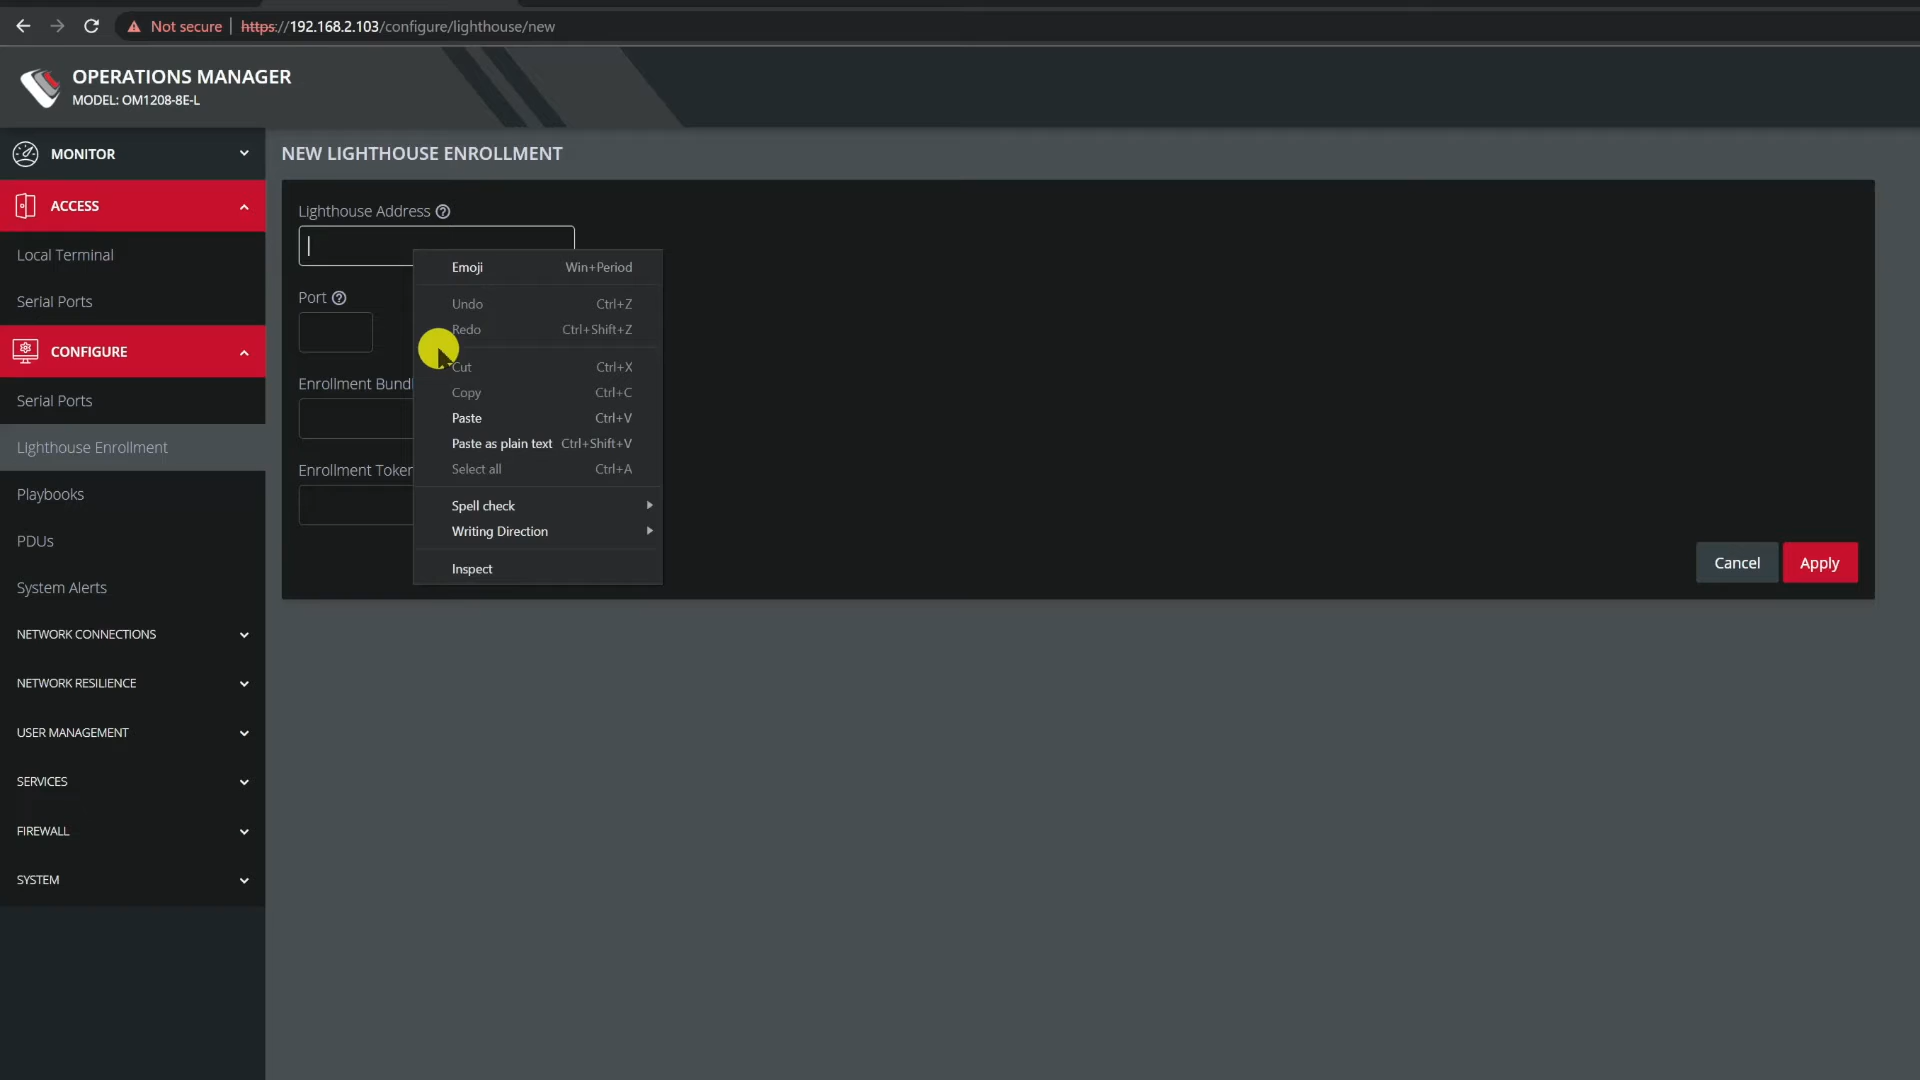 Not secure | https://192.168.2.103/configure/lighthouse/new
OPERATIONS MANAGER
MODEL: OM1208-8E-L
MONITOR
ACCESS
Local Terminal
Serial Ports
CONFIGURE
Serial Ports
Lighthouse Enrollment
Playbooks
PDUs
System Alerts
NETWORK CONNECTIONS
NETWORK RESILIENCE
USER MANAGEMENT
SERVICES
FIREWALL
SYSTEM
NEW LIGHTHOUSE ENROLLMENT
Lighthouse Address
Port
Enrollment Bundl
Enrollment Token
Emoji Win+Period
Undo Ctrl+Z
Redo Ctrl+Shift+Z
Cut Ctrl+X
Copy Ctrl+C
Paste Ctrl+V
Paste as plain text Ctrl+Shift+V
Select all Ctrl+A
Spell check
Writing Direction
Inspect
Cancel
Apply